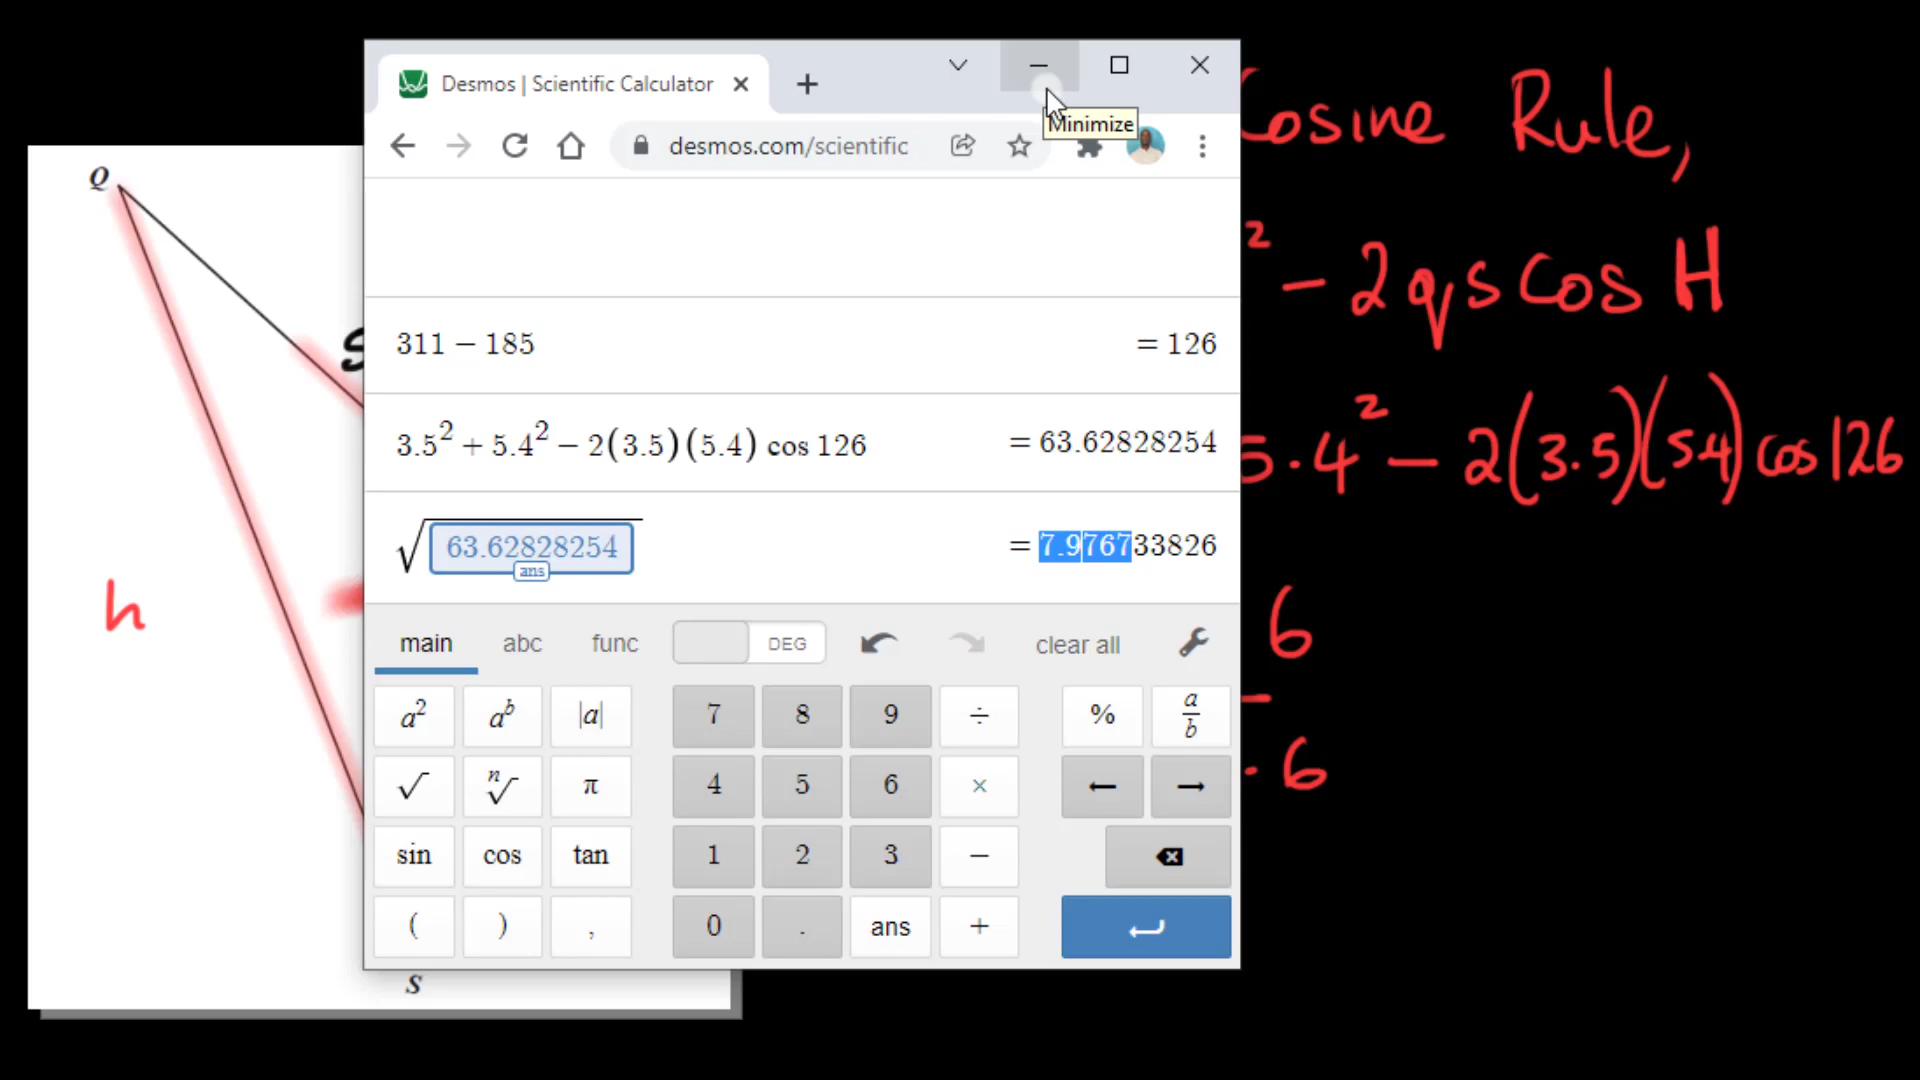 Desmos | Scientific Calculator
Minimize
desmos.com/scientific
Cosine Rule,
Q
² − 2qs cos H
311 − 185 = 126
S
3.5² + 5.4² − 2(3.5)(5.4) cos 126 = 63.62828254
5.4² − 2(3.5)(5.4) cos 126
√63.62828254 = 7.976733826
ans
h
6
main abc func DEG clear all
a² aᵇ |a| 7 8 9 ÷ % a/b
√ ⁿ√ π 4 5 6 × ← →
.6
sin cos tan 1 2 3 −
( ) , 0 . ans +
S